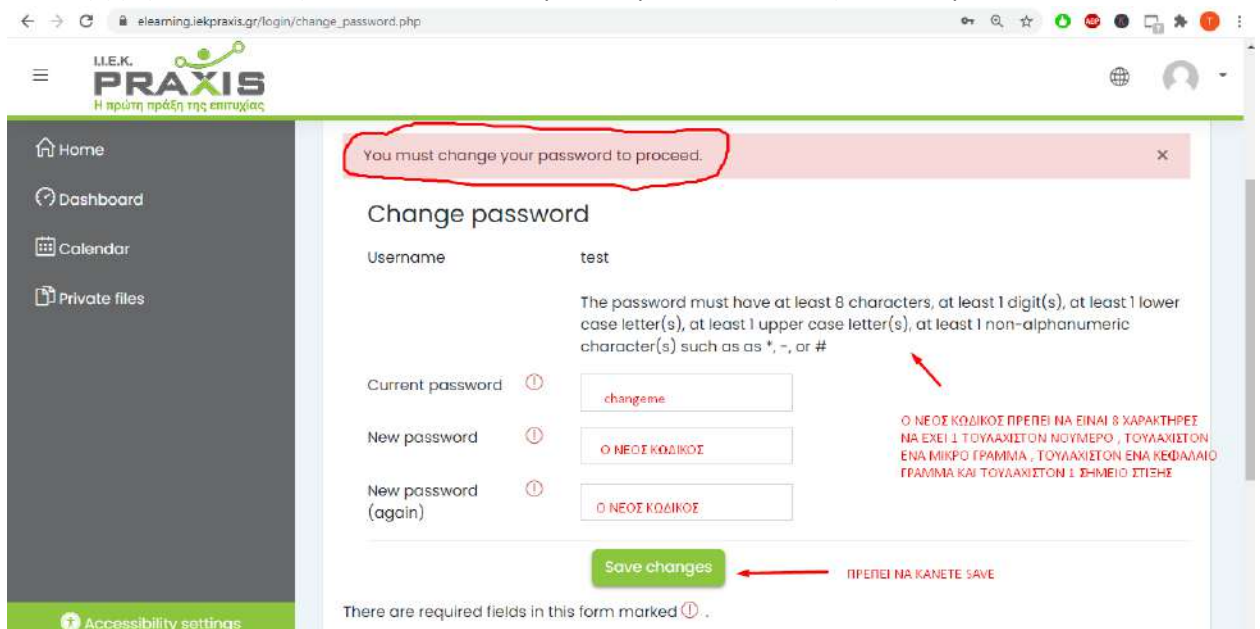 elearning.iekpraxis.gr/login/change_password.php
I.I.E.K.
PRAXIS
Η πρώτη πράξη της επιτυχίας
Home
Dashboard
Calendar
Private files
You must change your password to proceed. ×
Change password
Username test
The password must have at least 8 characters, at least 1 digit(s), at least 1 lower
case letter(s), at least 1 upper case letter(s), at least 1 non-alphanumeric
character(s) such as as *, -, or #
Current password changeme
New password Ο ΝΕΟΣ ΚΩΔΙΚΟΣ
New password
(again) Ο ΝΕΟΣ ΚΩΔΙΚΟΣ
Ο ΝΕΟΣ ΚΩΔΙΚΟΣ ΠΡΕΠΕΙ ΝΑ ΕΙΝΑΙ 8 ΧΑΡΑΚΤΗΡΕΣ
ΝΑ ΕΧΕΙ 1 ΤΟΥΛΑΧΙΣΤΟΝ ΝΟΥΜΕΡΟ , ΤΟΥΛΑΧΙΣΤΟΝ
ΕΝΑ ΜΙΚΡΟ ΓΡΑΜΜΑ , ΤΟΥΛΑΧΙΣΤΟΝ ΕΝΑ ΚΕΦΑΛΑΙΟ
ΓΡΑΜΜΑ ΚΑΙ ΤΟΥΛΑΧΙΣΤΟΝ 1 ΣΗΜΕΙΟ ΣΤΙΞΗΣ
Save changes
ΠΡΕΠΕΙ ΝΑ ΚΑΝΕΤΕ SAVE
There are required fields in this form marked .
Accessibility settings